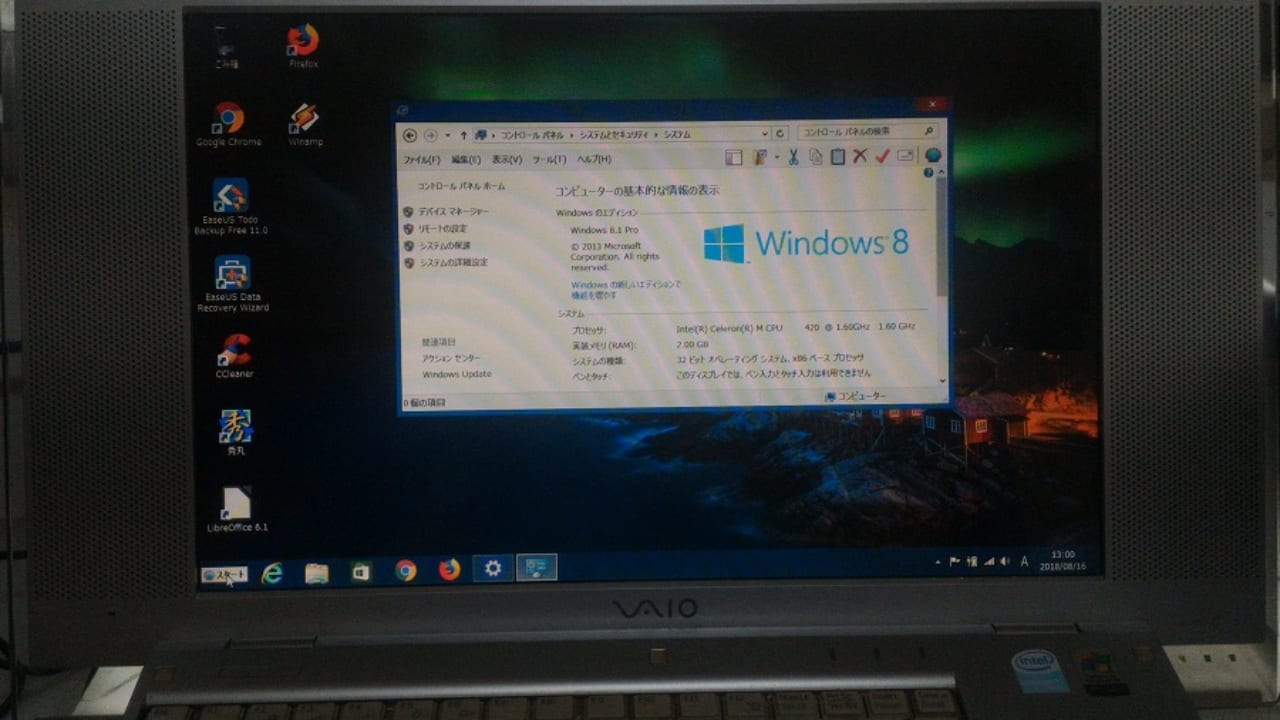 ごみ箱
Firefox
Google Chrome
Winamp
EaseUS Todo
Backup Free 11.0
EaseUS Data
Recovery Wizard
CCleaner
秀
秀丸
LibreOffice 6.1
コントロール パネル › システムとセキュリティ › システム
コントロール パネルの検索
ファイル(F) 編集(E) 表示(V) ツール(T) ヘルプ(H)
コントロール パネル ホーム
デバイス マネージャー
リモートの設定
システムの保護
システムの詳細設定
関連項目
アクション センター
Windows Update
コンピューターの基本的な情報の表示
Windows のエディション
Windows 8.1 Pro
© 2013 Microsoft
Corporation. All rights
reserved.
Windows の新しいエディションで
機能を増やす
Windows 8
システム
プロセッサ: Intel(R) Celeron(R) M CPU 420 @ 1.60GHz 1.60 GHz
実装メモリ (RAM): 2.00 GB
システムの種類: 32 ビット オペレーティング システム、x86 ベース プロセッサ
ペンとタッチ: このディスプレイでは、ペン入力とタッチ入力は利用できません
0 個の項目
コンピューター
スタート
A
13:00
2018/08/16
VAIO
intel